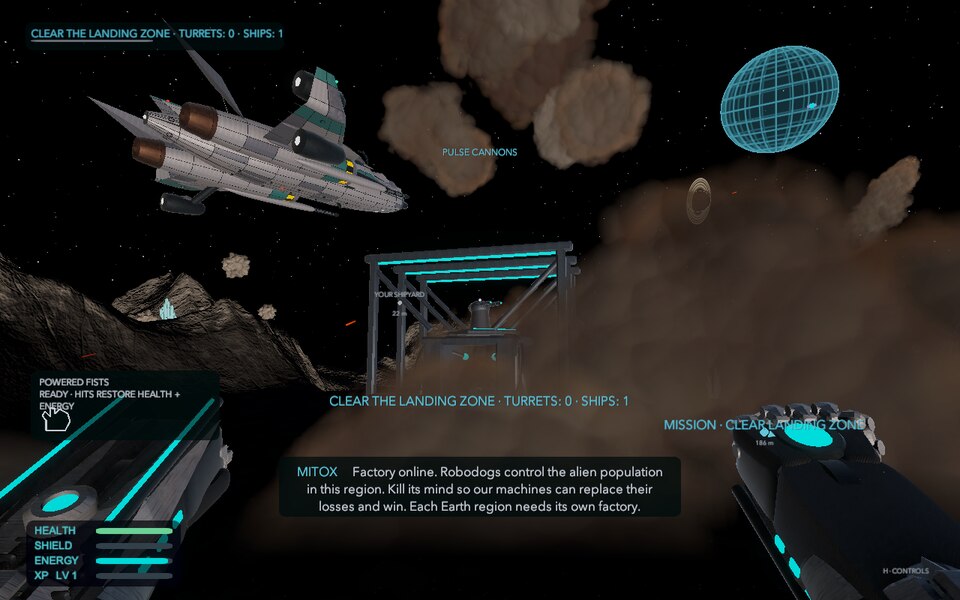 CLEAR THE LANDING ZONE · TURRETS: 0 · SHIPS: 1
PULSE CANNONS
YOUR SHIPYARD
22 m
POWERED FISTS
READY · HITS RESTORE HEALTH +
ENERGY
CLEAR THE LANDING ZONE · TURRETS: 0 · SHIPS: 1
MISSION · CLEAR LANDING ZONE
186 m
MITOX Factory online. Robodogs control the alien population
in this region. Kill its mind so our machines can replace their
losses and win. Each Earth region needs its own factory.
HEALTH
SHIELD
ENERGY
XP LV 1
H · CONTROLS